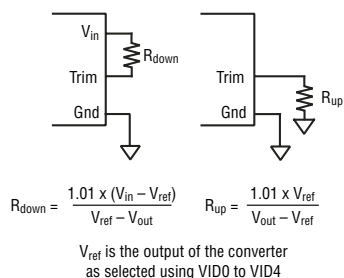 Vin
Rdown
Trim
Gnd
Trim
Rup
Gnd
Rdown = 1.01 x (Vin – Vref) / Vref – Vout
Rup = 1.01 x Vref / Vout – Vref
Vref is the output of the converter
as selected using VID0 to VID4